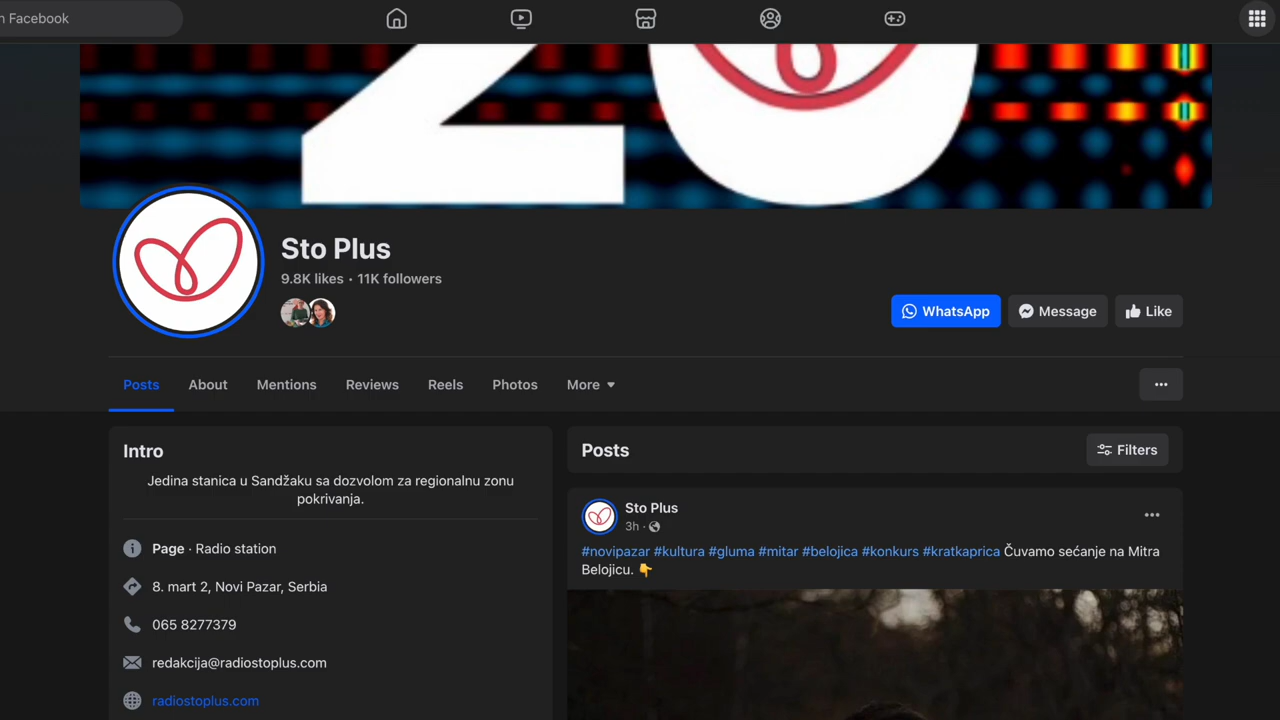 n Facebook
20
Sto Plus
9.8K likes · 11K followers
WhatsApp
Message
Like
Posts
About
Mentions
Reviews
Reels
Photos
More
Intro
Jedina stanica u Sandžaku sa dozvolom za regionalnu zonu
pokrivanja.
Page · Radio station
8. mart 2, Novi Pazar, Serbia
065 8277379
redakcija@radiostoplus.com
radiostoplus.com
Posts
Filters
Sto Plus
3h ·
#novipazar #kultura #gluma #mitar #belojica #konkurs #kratkaprica Čuvamo sećanje na Mitra
Belojicu. 👇